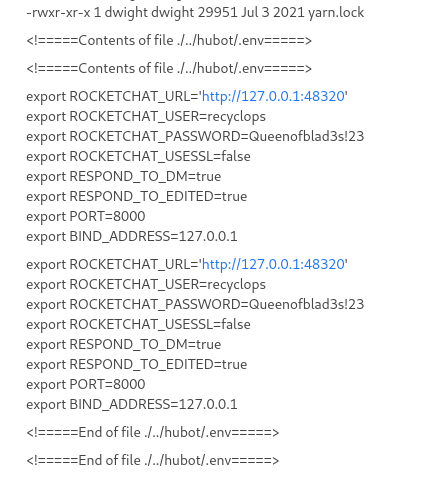 -rwxr-xr-x 1 dwight dwight 29951 Jul 3 2021 yarn.lock
<!=====Contents of file ./../hubot/.env=====>
<!=====Contents of file ./../hubot/.env=====>
export ROCKETCHAT_URL='http://127.0.0.1:48320'
export ROCKETCHAT_USER=recyclops
export ROCKETCHAT_PASSWORD=Queenofblad3s!23
export ROCKETCHAT_USESSL=false
export RESPOND_TO_DM=true
export RESPOND_TO_EDITED=true
export PORT=8000
export BIND_ADDRESS=127.0.0.1
export ROCKETCHAT_URL='http://127.0.0.1:48320'
export ROCKETCHAT_USER=recyclops
export ROCKETCHAT_PASSWORD=Queenofblad3s!23
export ROCKETCHAT_USESSL=false
export RESPOND_TO_DM=true
export RESPOND_TO_EDITED=true
export PORT=8000
export BIND_ADDRESS=127.0.0.1
<!=====End of file ./../hubot/.env=====>
<!=====End of file ./../hubot/.env=====>